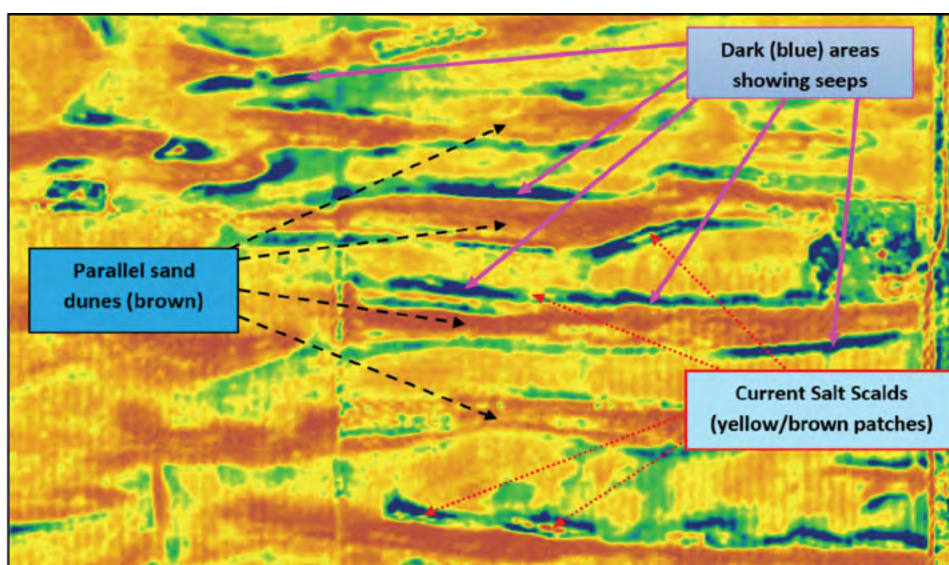 Dark (blue) areas
showing seeps
Parallel sand
dunes (brown)
Current Salt Scalds
(yellow/brown patches)